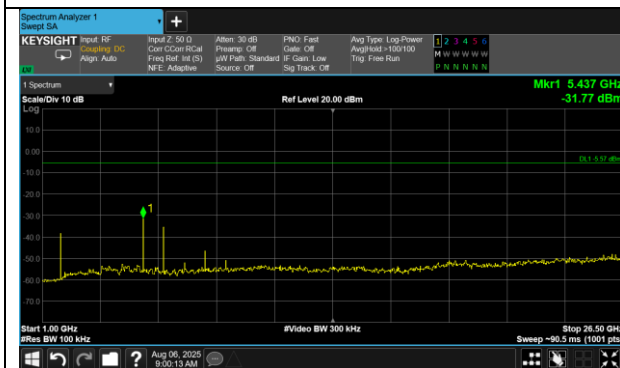 Spectrum Analyzer 1
Swept SA
+
KEYSIGHT
Input: RF
Coupling: DC
Align: Auto
Input Z: 50 Ω
Corr CCorr RCal
Freq Ref: Int (S)
NFE: Adaptive
Atten: 30 dB
Preamp: Off
µW Path: Standard
Source: Off
PNO: Fast
Gate: Off
IF Gain: Low
Sig Track: Off
Avg Type: Log-Power
Avg|Hold:>100/100
Trig: Free Run
1 2 3 4 5 6
M W W W W W
P N N N N N
1 Spectrum
Mkr1 5.437 GHz
Scale/Div 10 dB
Ref Level 20.00 dBm
-31.77 dBm
Log
10.0
0.00
DL1 -5.57 dBm
-10.0
-20.0
1
-30.0
-40.0
-50.0
-60.0
-70.0
Start 1.00 GHz
#Video BW 300 kHz
Stop 26.50 GHz
#Res BW 100 kHz
Sweep ~90.5 ms (1001 pts)
?
Aug 06, 2025
9:00:13 AM